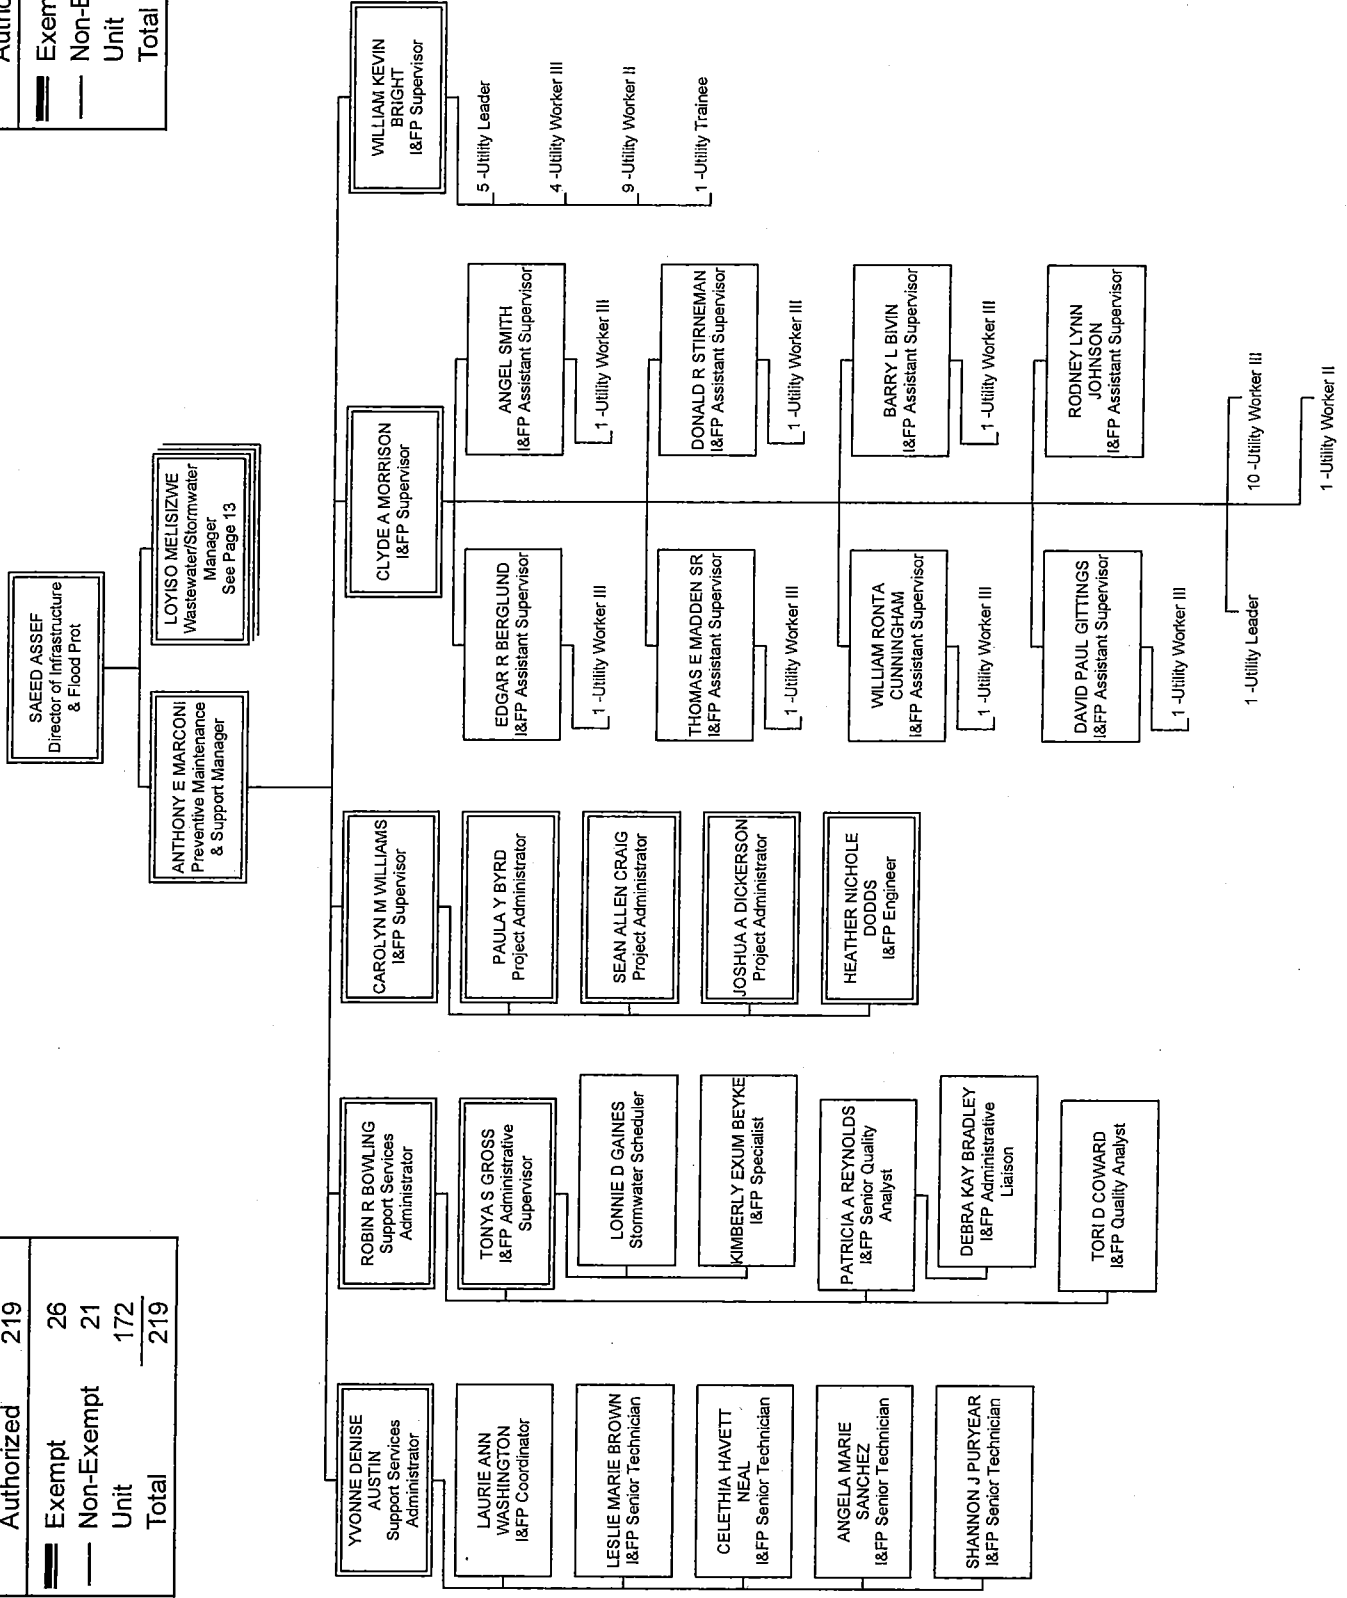 Authorized 219
Exempt 26
Non-Exempt 21
Unit 172
Total 219
Exem
Unit
Total
SAEED ASSEF
Director of Infrastructure
& Flood Prot
ANTHONY E MARCONI
Preventive Maintenance
& Support Manager
LOYISO MELISIZWE
Wastewater/Stormwater
Manager
See Page 13
YVONNE DENISE
AUSTIN
Support Services
Administrator
LAURIE ANN
WASHINGTON
I&FP Coordinator
LESLIE MARIE BROWN
I&FP Senior Technician
CELETHIA HAVETT
NEAL
I&FP Senior Technician
ANGELA MARIE
SANCHEZ
I&FP Senior Technician
SHANNON J PURYEAR
I&FP Senior Technician
ROBIN R BOWLING
Support Services
Administrator
TONYA S GROSS
I&FP Administrative
Supervisor
LONNIE D GAINES
Stormwater Scheduler
KIMBERLY EXUM BEYKE
I&FP Specialist
PATRICIA A REYNOLDS
I&FP Senior Quality
Analyst
DEBRA KAY BRADLEY
I&FP Administrative
Liaison
TORI D COWARD
I&FP Quality Analyst
CAROLYN M WILLIAMS
I&FP Supervisor
PAULA Y BYRD
Project Administrator
SEAN ALLEN CRAIG
Project Administrator
JOSHUA A DICKERSON
Project Administrator
HEATHER NICHOLE
DODDS
I&FP Engineer
CLYDE A MORRISON
I&FP Supervisor
EDGAR R BERGLUND
I&FP Assistant Supervisor
1 -Utility Worker III
ANGEL SMITH
I&FP Assistant Supervisor
1 -Utility Worker III
THOMAS E MADDEN SR
I&FP Assistant Supervisor
1 -Utility Worker III
DONALD R STIRNEMAN
I&FP Assistant Supervisor
1 -Utility Worker III
WILLIAM RONTA
CUNNINGHAM
I&FP Assistant Supervisor
1 -Utility Worker III
BARRY L BIVIN
I&FP Assistant Supervisor
1 -Utility Worker III
DAVID PAUL GITTINGS
I&FP Assistant Supervisor
1 -Utility Worker III
RODNEY LYNN
JOHNSON
I&FP Assistant Supervisor
1 -Utility Leader
10 -Utility Worker III
1 -Utility Worker II
WILLIAM KEVIN
BRIGHT
I&FP Supervisor
5 -Utility Leader
4 -Utility Worker III
9 -Utility Worker II
1 -Utility Trainee